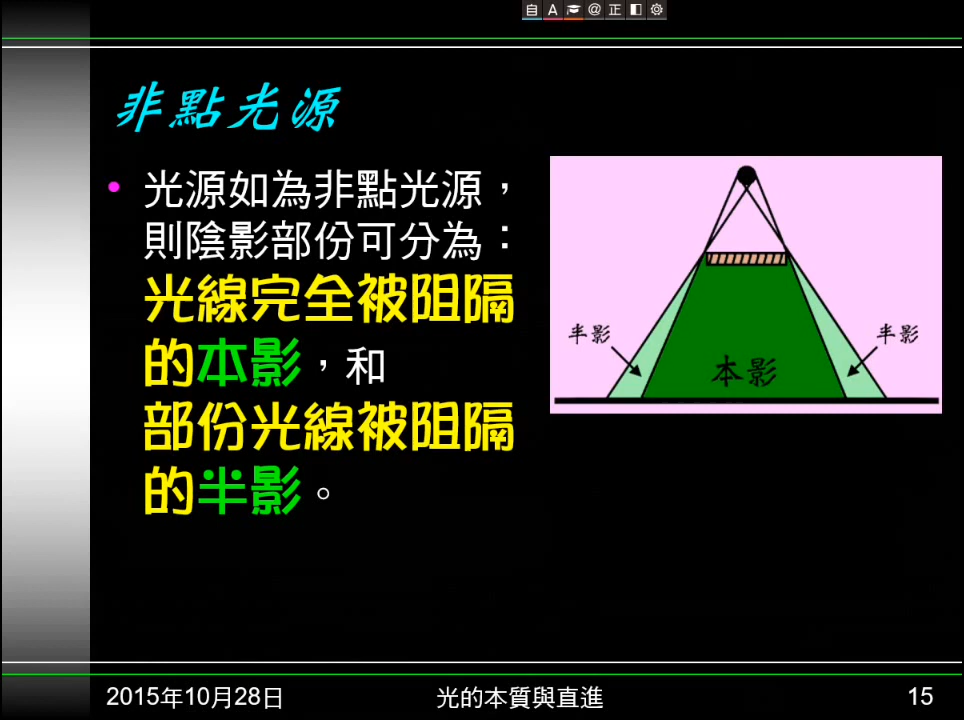 自 A @ 正
非點光源
• 光源如為非點光源，
則陰影部份可分為：
光線完全被阻隔
的本影，和
部份光線被阻隔
的半影。
半影
半影
本影
2015年10月28日
光的本質與直進
15